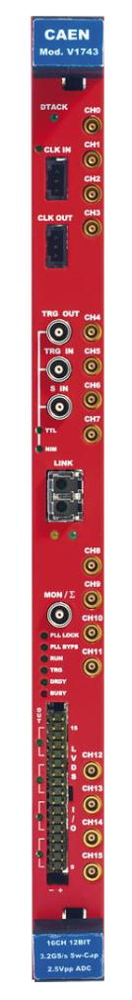 CAEN
Mod. V1743
DTACK
CH0
CLK IN
CH1
CH2
CLK OUT
CH3
TRG OUT
CH4
TRG IN
CH5
S IN
CH6
CH7
TTL
NIM
LINK
CH8
CH9
MON / Σ
CH10
PLL LOCK
PLL BYPS
CH11
RUN
TRG
DRDY
BUSY
OUT
15
LVDS I/O
CH12
CH13
CH14
CH15
0
- +
16CH 12BIT
3.2GS/s Sw-Cap
2.5Vpp ADC